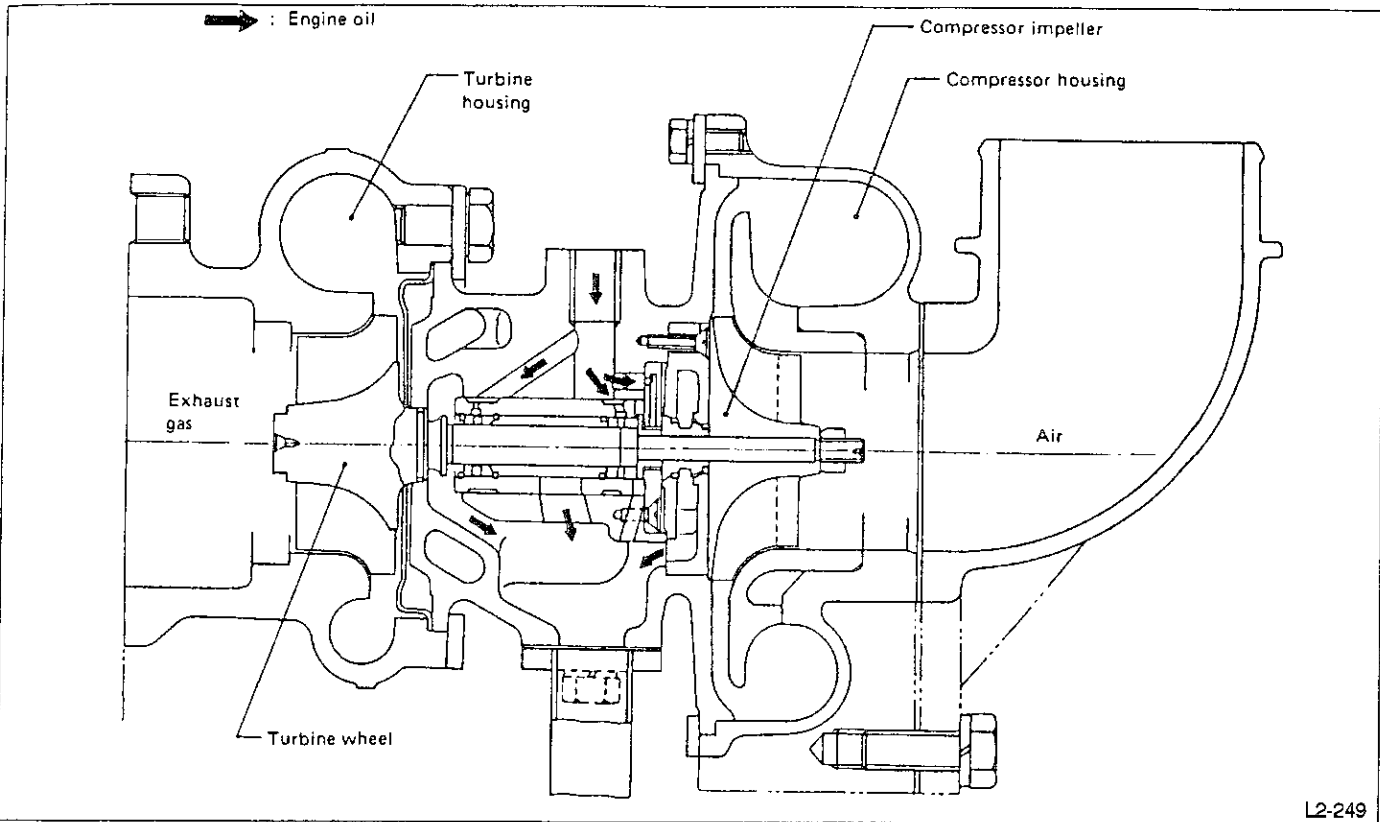 : Engine oil
Compressor impeller
Turbine
housing
Compressor housing
Exhaust
gas
Air
Turbine wheel
L2-249